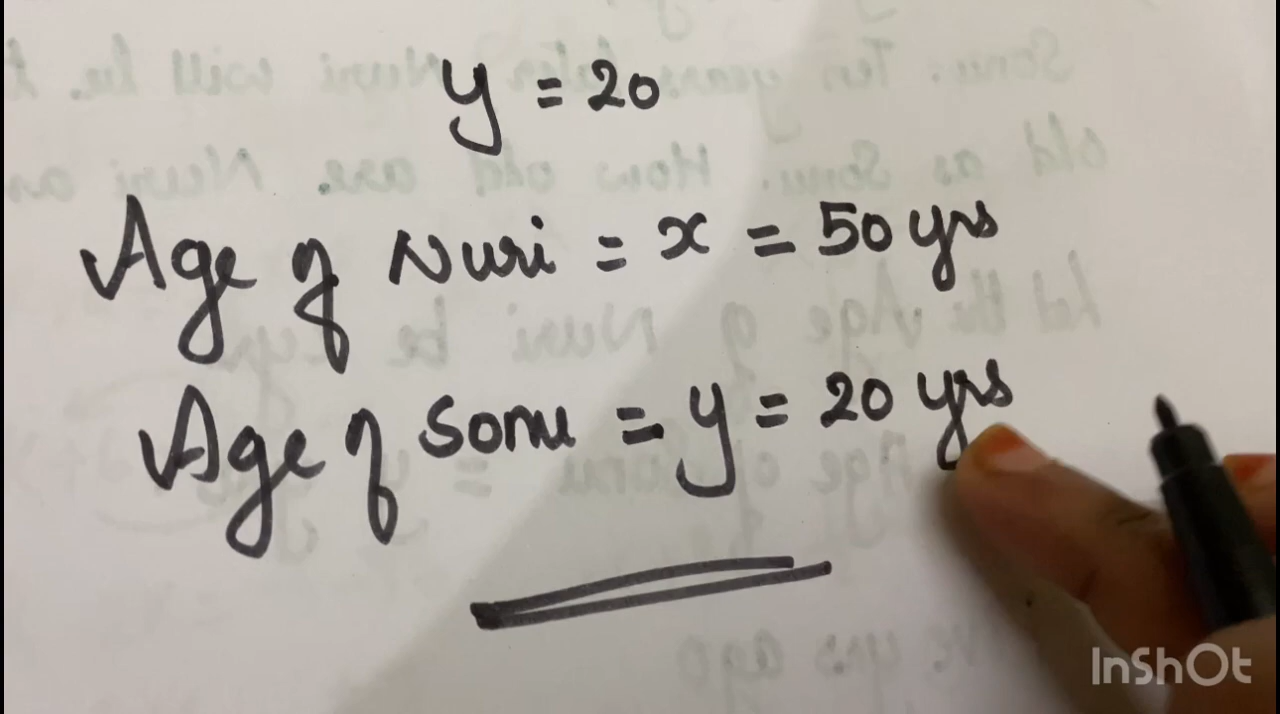 y = 20
Age of Nuri = x = 50 yrs
Age of Sonu = y = 20 yrs
InShOt